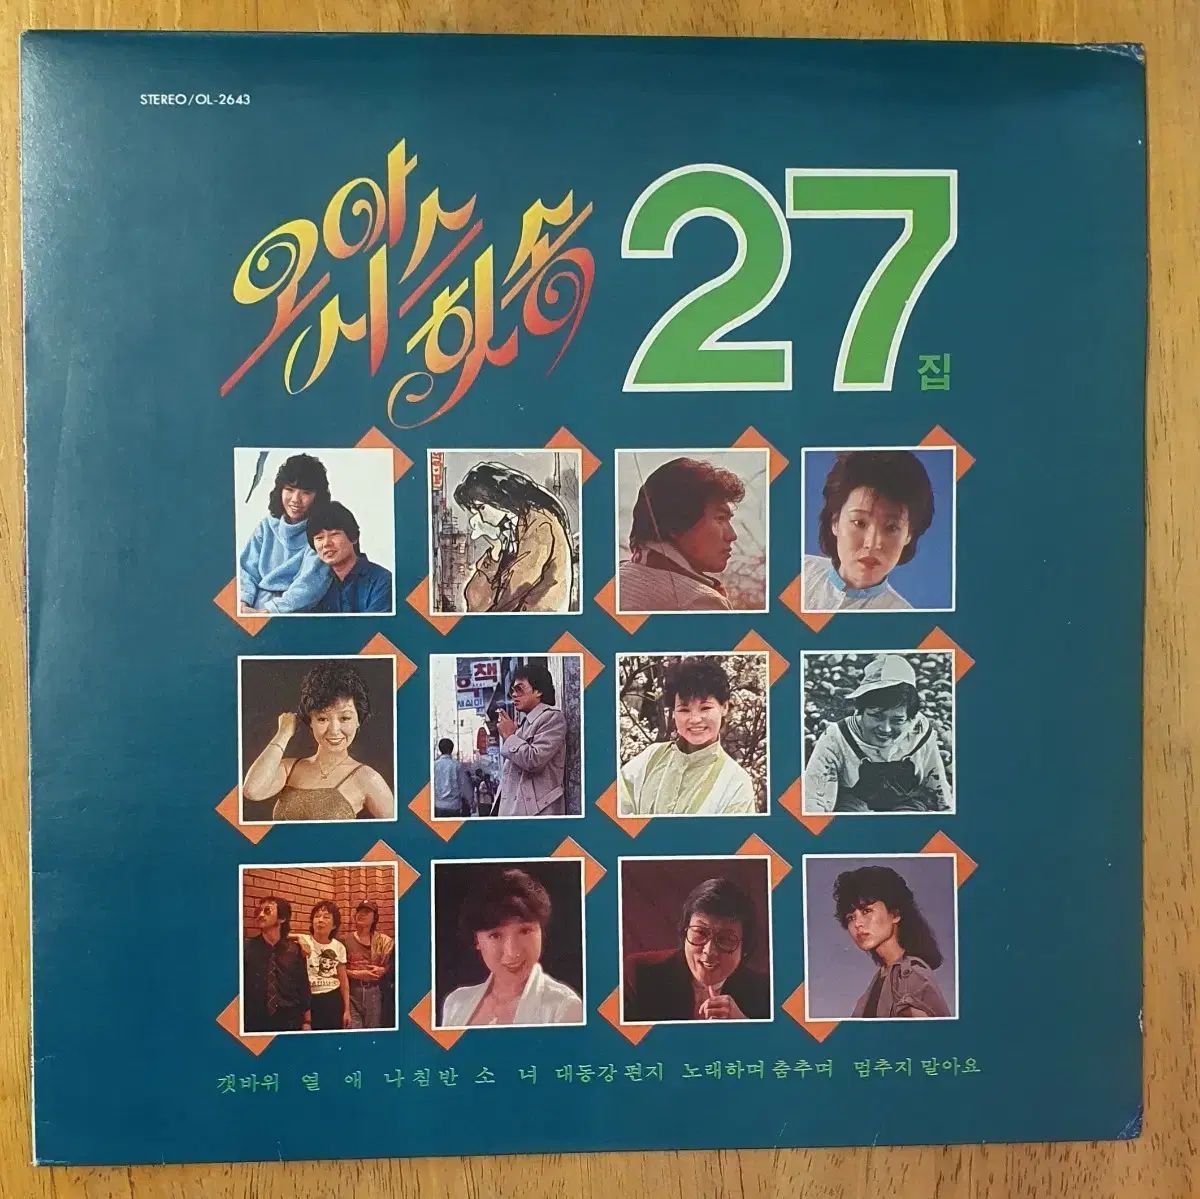 STEREO/OL-2643
오아시스 힛송 27집
책
갯바위 열애 나침반 소녀 대동강 편지 노래하며 춤추며 멈추지 말아요